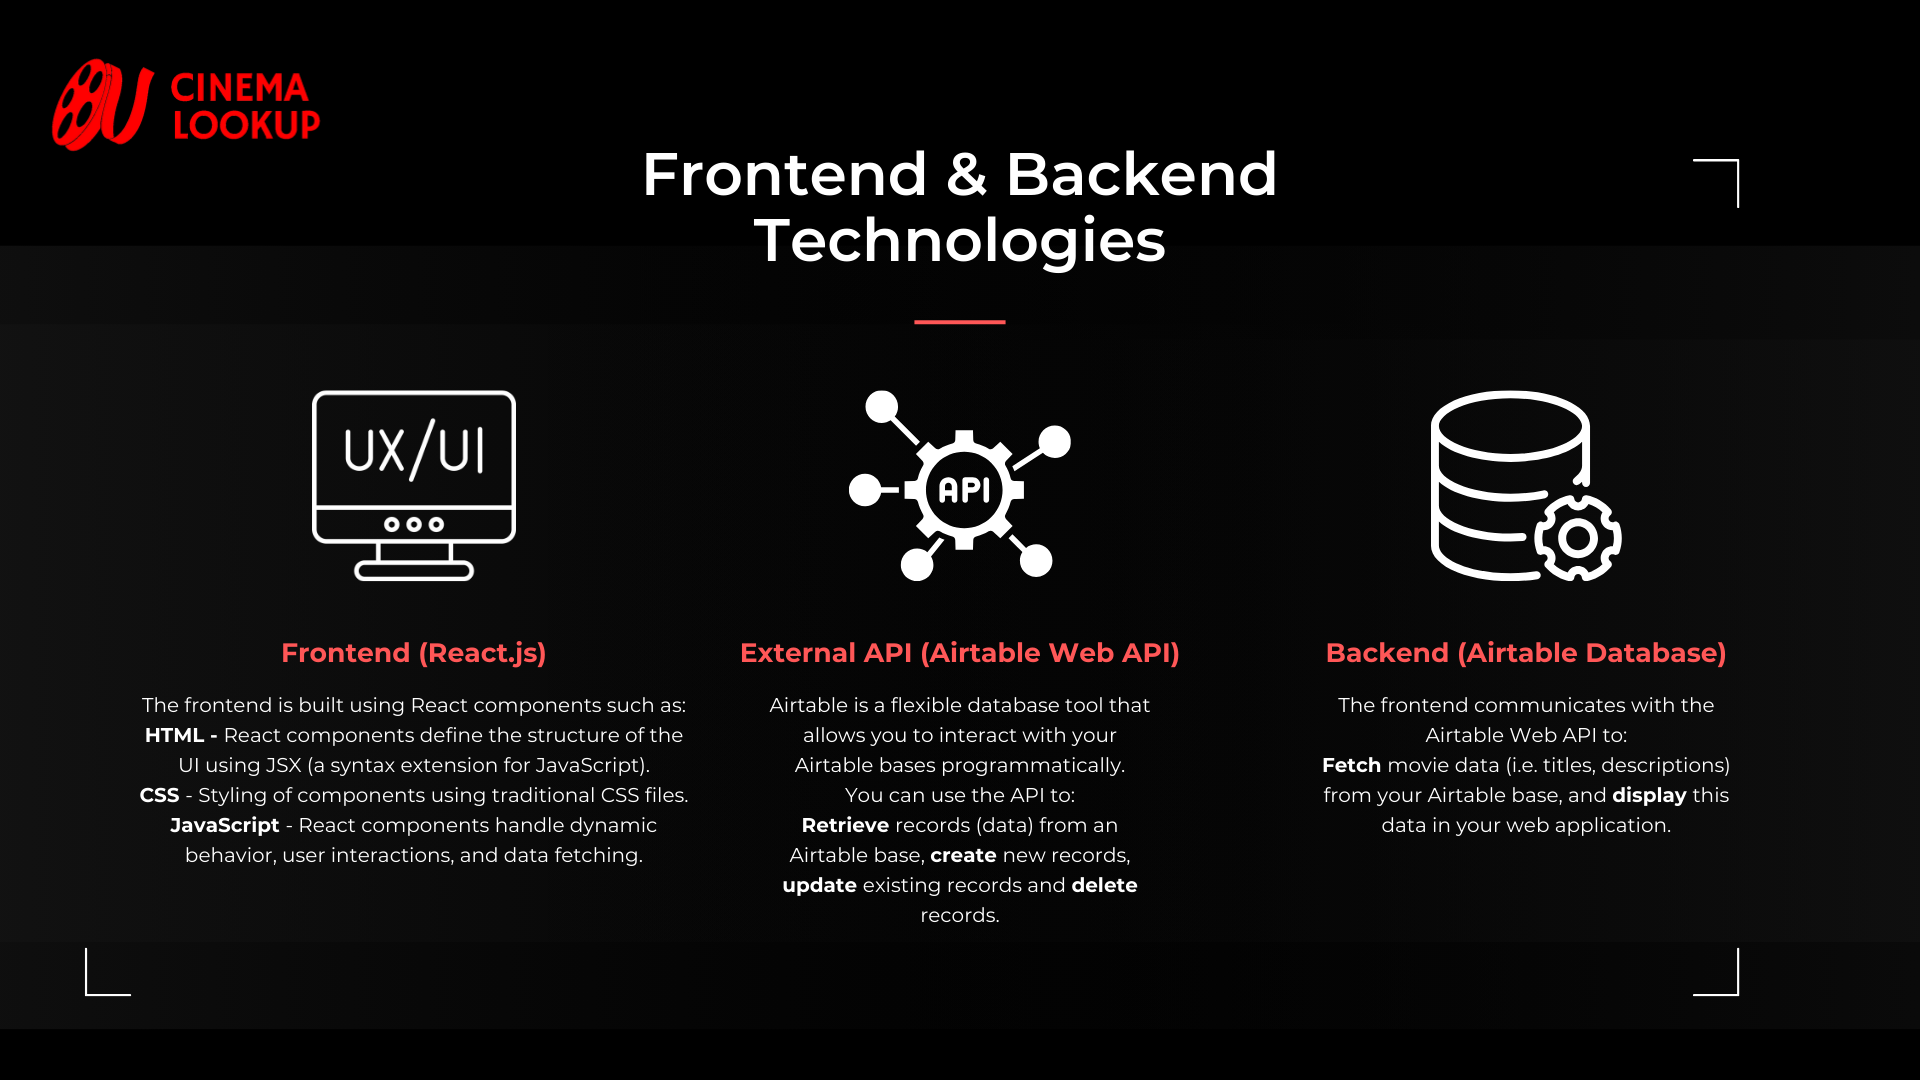 CINEMA
LOOKUP
Frontend & Backend
Technologies
UX/UI
API
Frontend (React.js)
The frontend is built using React components such as:
HTML - React components define the structure of the
UI using JSX (a syntax extension for JavaScript).
CSS - Styling of components using traditional CSS files.
JavaScript - React components handle dynamic
behavior, user interactions, and data fetching.
External API (Airtable Web API)
Airtable is a flexible database tool that
allows you to interact with your
Airtable bases programmatically.
You can use the API to:
Retrieve records (data) from an
Airtable base, create new records,
update existing records and delete
records.
Backend (Airtable Database)
The frontend communicates with the
Airtable Web API to:
Fetch movie data (i.e. titles, descriptions)
from your Airtable base, and display this
data in your web application.